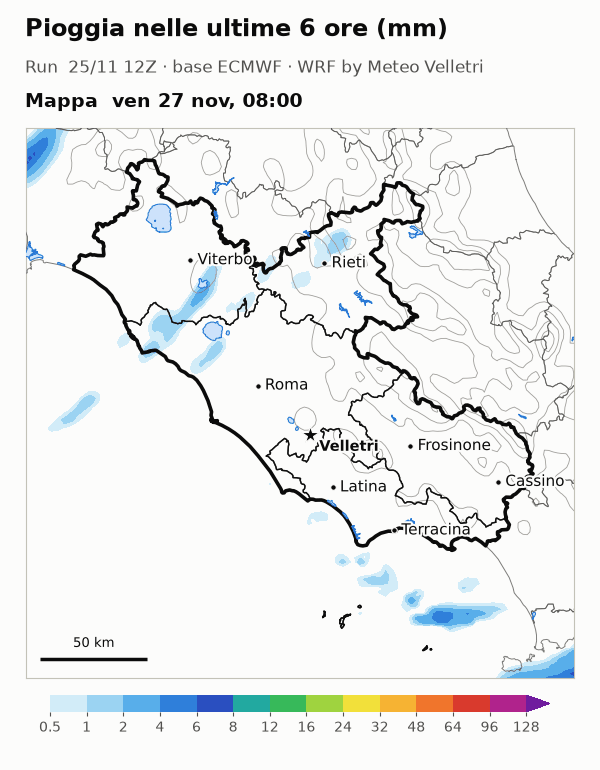 Pioggia nelle ultime 6 ore (mm)
Run 25/11 12Z · base ECMWF · WRF by Meteo Velletri
Mappa ven 27 nov, 08:00
Viterbo
Rieti
Roma
Velletri
Frosinone
Latina
Cassino
Terracina
50 km
0.5 1 2 4 6 8 12 16 24 32 48 64 96 128